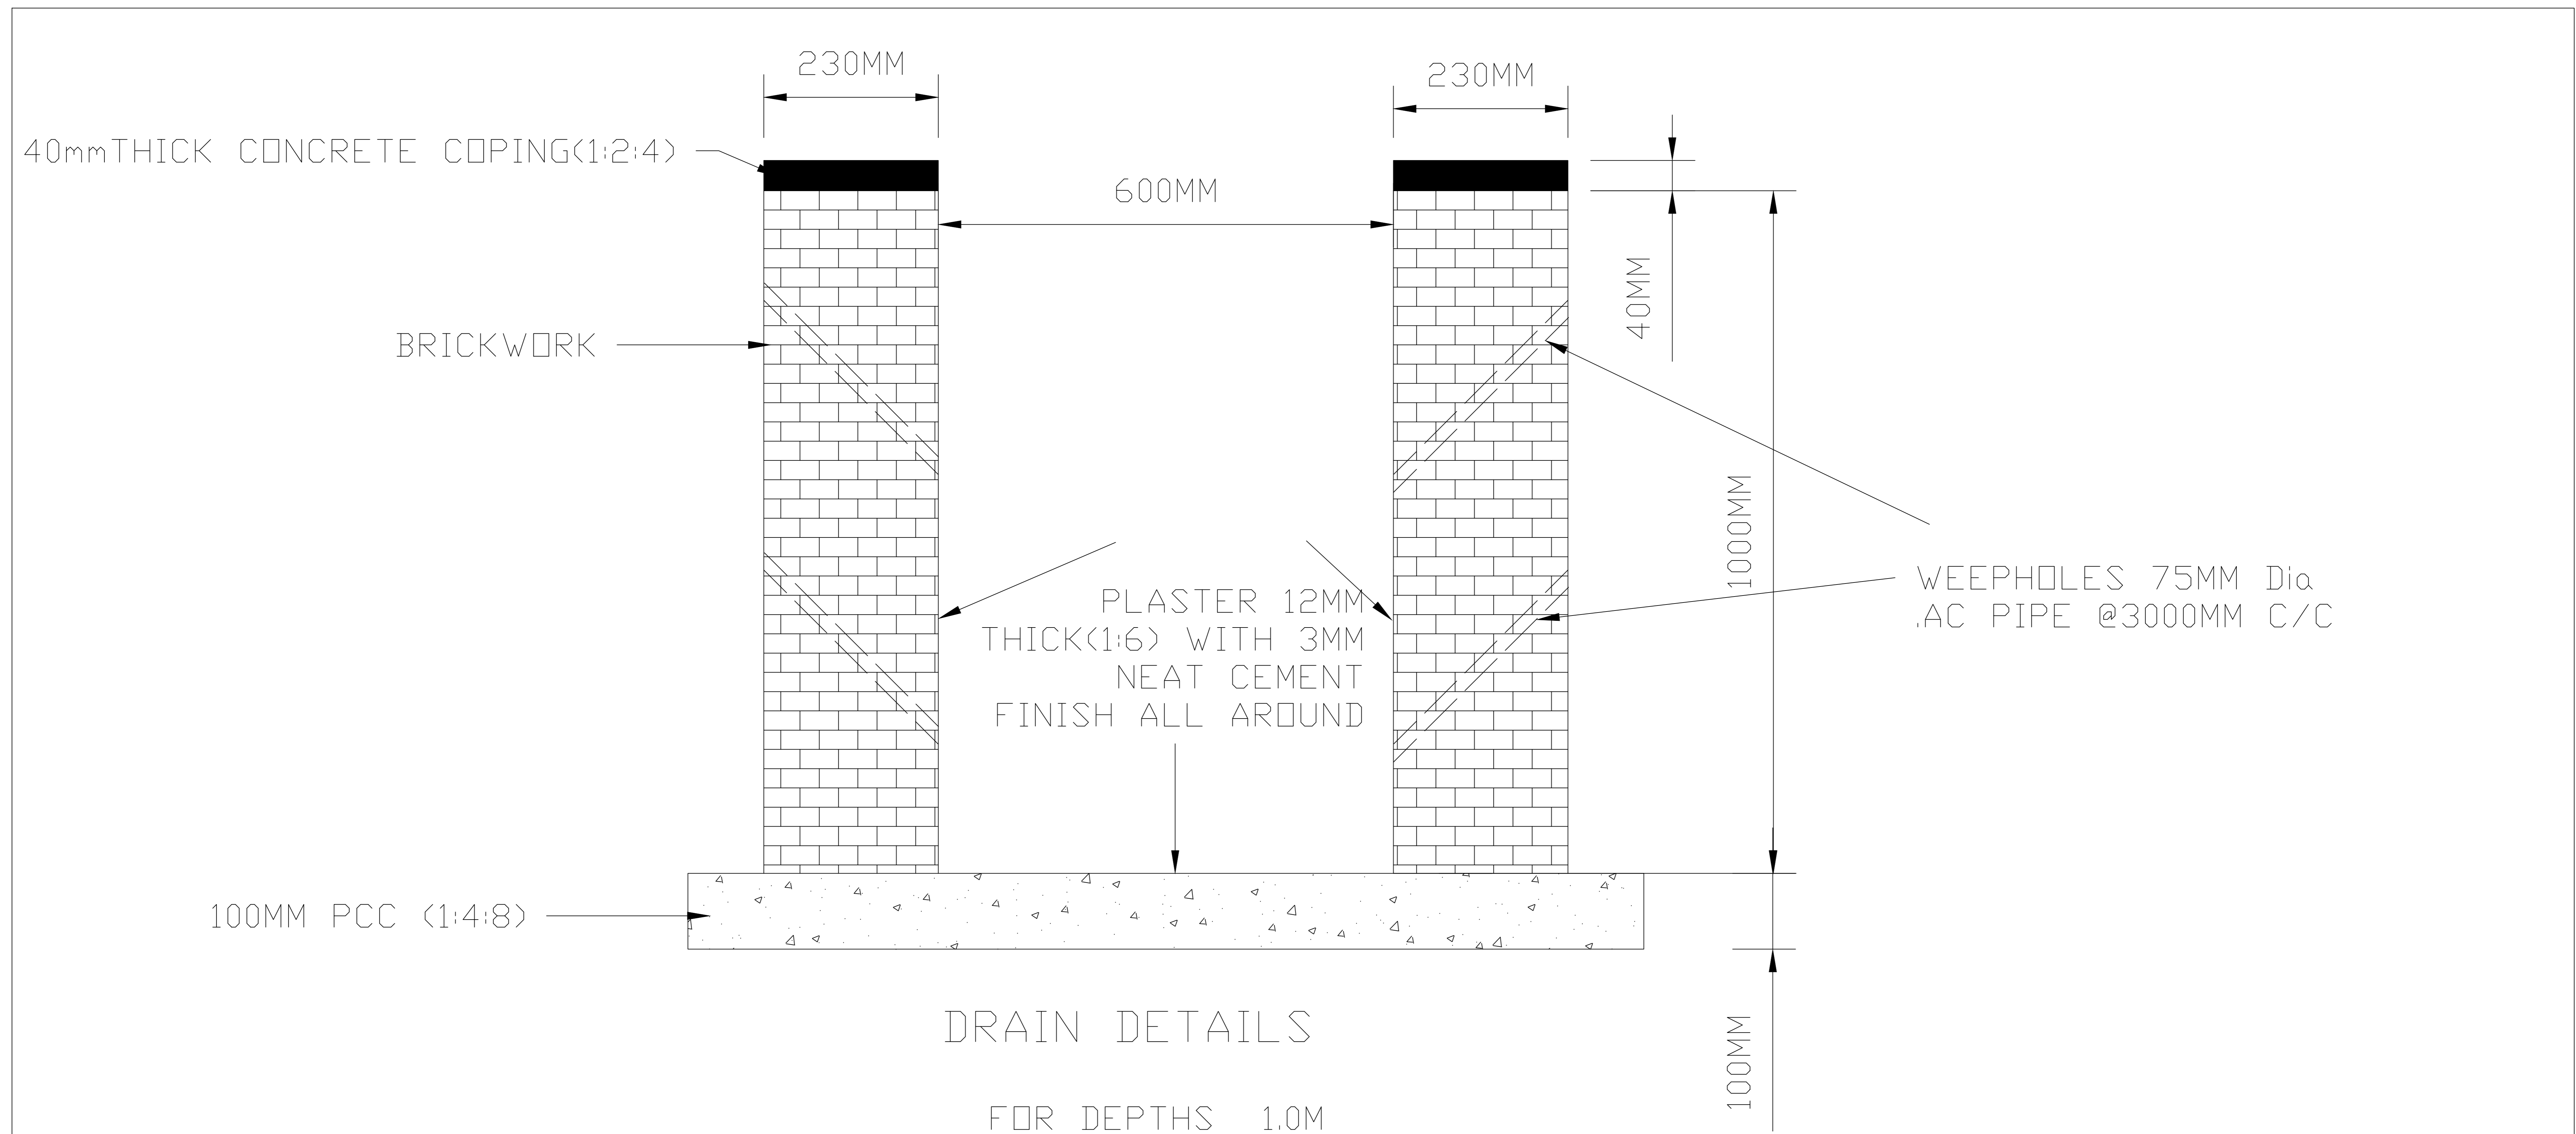 230MM
230MM
40mmTHICK CONCRETE COPING(1:2:4)
600MM
40MM
BRICKWORK
1000MM
WEEPHOLES 75MM Dia
.AC PIPE @3000MM C/C
PLASTER 12MM
THICK(1:6) WITH 3MM
NEAT CEMENT
FINISH ALL AROUND
100MM PCC (1:4:8)
100MM
DRAIN DETAILS
FOR DEPTHS 1.0M